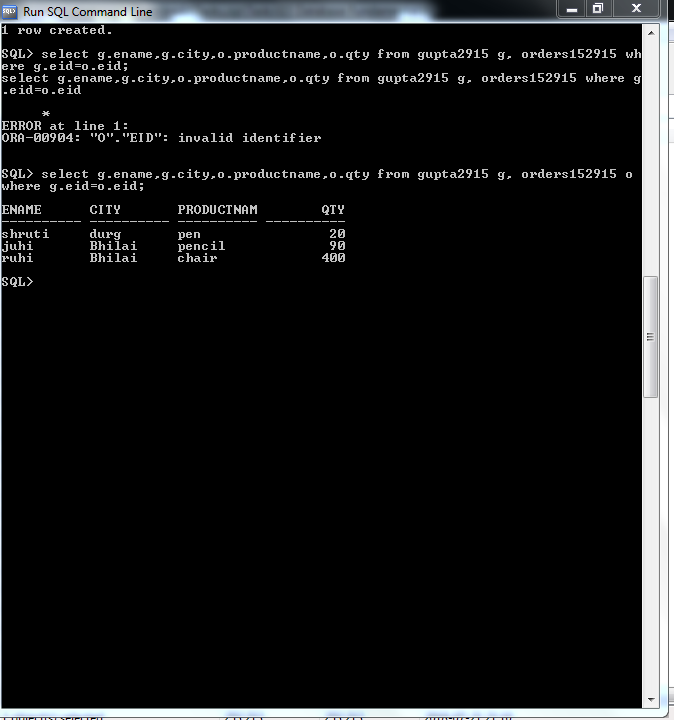 SQL> Run SQL Command Line
1 row created.
SQL> select g.ename,g.city,o.productname,o.qty from gupta2915 g, orders152915 wh
ere g.eid=o.eid;
select g.ename,g.city,o.productname,o.qty from gupta2915 g, orders152915 where g
.eid=o.eid
*
ERROR at line 1:
ORA-00904: "O"."EID": invalid identifier
SQL> select g.ename,g.city,o.productname,o.qty from gupta2915 g, orders152915 o
where g.eid=o.eid;
ENAME CITY PRODUCTNAM QTY
---------- ---------- ---------- ----------
shruti durg pen 20
juhi Bhilai pencil 90
ruhi Bhilai chair 400
SQL>